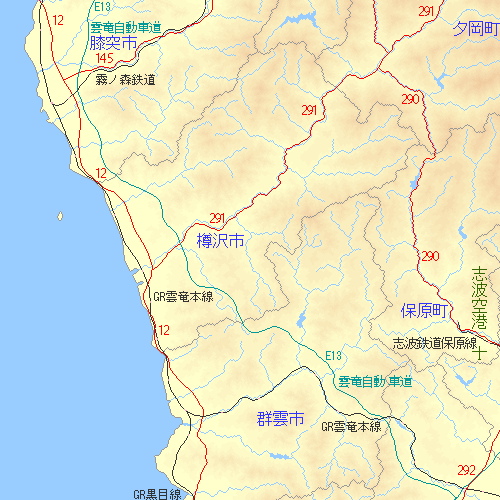 E13
291
12
雲竜自動車道
夕岡町
膝突市
145
霧ノ森鉄道
290
291
12
291
樽沢市
290
志波空港
GR雲竜本線
保原町
12
志波鉄道保原線
E13
雲竜自動車道
群雲市
GR雲竜本線
292
GR黒目線